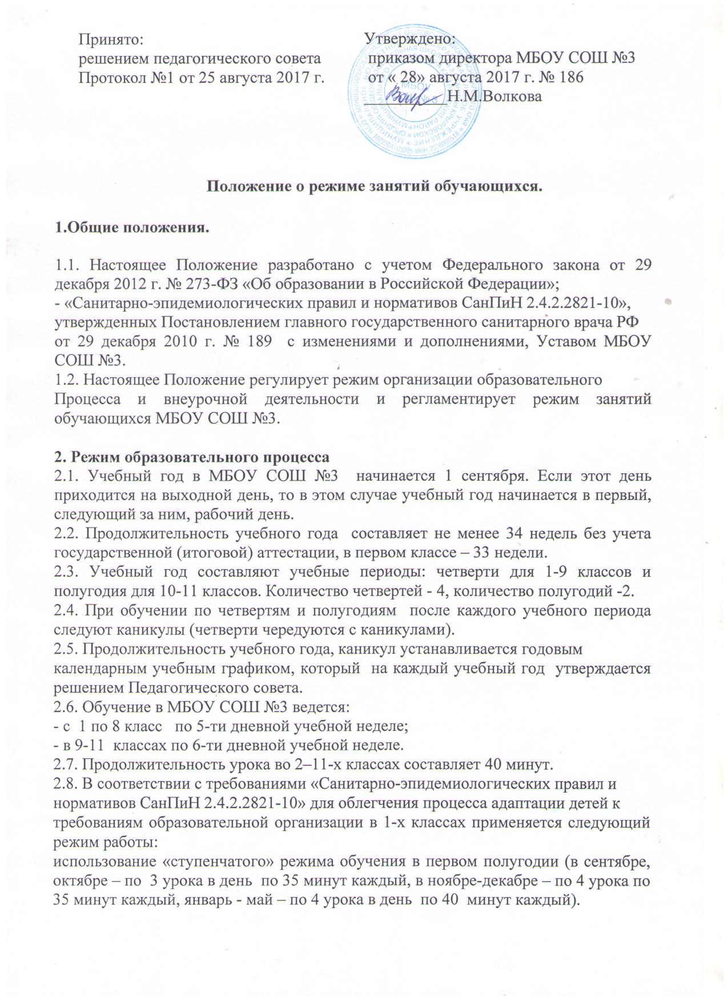 Принято:
решением педагогического совета
Протокол №1 от 25 августа 2017 г.
Утверждено:
приказом директора МБОУ СОШ №3
от « 28» августа 2017 г. № 186
Н.М.Волкова
МБОУ
Положение о режиме занятий обучающихся.
1.Общие положения.
1.1. Настоящее Положение разработано с учетом Федерального закона от 29
декабря 2012 г. № 273-ФЗ «Об образовании в Российской Федерации»;
- «Санитарно-эпидемиологических правил и нормативов СанПиН 2.4.2.2821-10»,
утвержденных Постановлением главного государственного санитарного врача РФ
от 29 декабря 2010 г. № 189 с изменениями и дополнениями, Уставом МБОУ
СОШ №3.
1.2. Настоящее Положение регулирует режим организации образовательного
Процесса и внеурочной деятельности и регламентирует режим занятий
обучающихся МБОУ СОШ №3.
2. Режим образовательного процесса
2.1. Учебный год в МБОУ СОШ №3 начинается 1 сентября. Если этот день
приходится на выходной день, то в этом случае учебный год начинается в первый,
следующий за ним, рабочий день.
2.2. Продолжительность учебного года составляет не менее 34 недель без учета
государственной (итоговой) аттестации, в первом классе – 33 недели.
2.3. Учебный год составляют учебные периоды: четверти для 1-9 классов и
полугодия для 10-11 классов. Количество четвертей - 4, количество полугодий -2.
2.4. При обучении по четвертям и полугодиям после каждого учебного периода
следуют каникулы (четверти чередуются с каникулами).
2.5. Продолжительность учебного года, каникул устанавливается годовым
календарным учебным графиком, который на каждый учебный год утверждается
решением Педагогического совета.
2.6. Обучение в МБОУ СОШ №3 ведется:
- с 1 по 8 класс по 5-ти дневной учебной неделе;
- в 9-11 классах по 6-ти дневной учебной неделе.
2.7. Продолжительность урока во 2–11-х классах составляет 40 минут.
2.8. В соответствии с требованиями «Санитарно-эпидемиологических правил и
нормативов СанПиН 2.4.2.2821-10» для облегчения процесса адаптации детей к
требованиям образовательной организации в 1-х классах применяется следующий
режим работы:
использование «ступенчатого» режима обучения в первом полугодии (в сентябре,
октябре – по 3 урока в день по 35 минут каждый, в ноябре-декабре – по 4 урока по
35 минут каждый, январь - май – по 4 урока в день по 40 минут каждый).